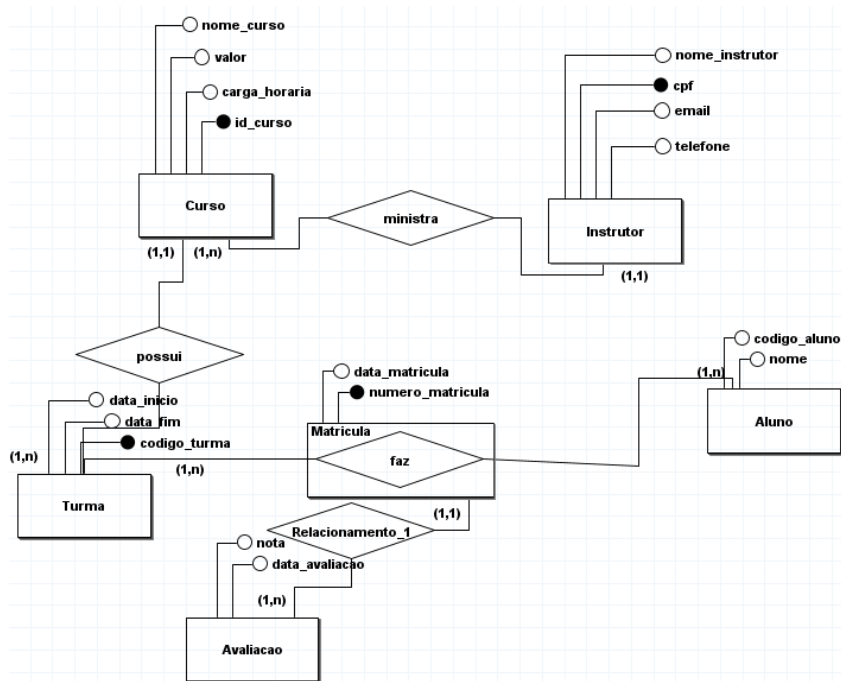 nome_curso
valor
carga_horaria
id_curso
nome_instrutor
cpf
email
telefone
Curso
ministra
Instrutor
(1,1) (1,n)
(1,1)
possui
codigo_aluno
nome
(1,n)
Aluno
data_matricula
numero_matricula
data_inicio
data_fim
codigo_turma
(1,n)
(1,n)
Matricula
faz
Turma
(1,1)
Relacionamento_1
nota
data_avaliacao
(1,n)
Avaliacao